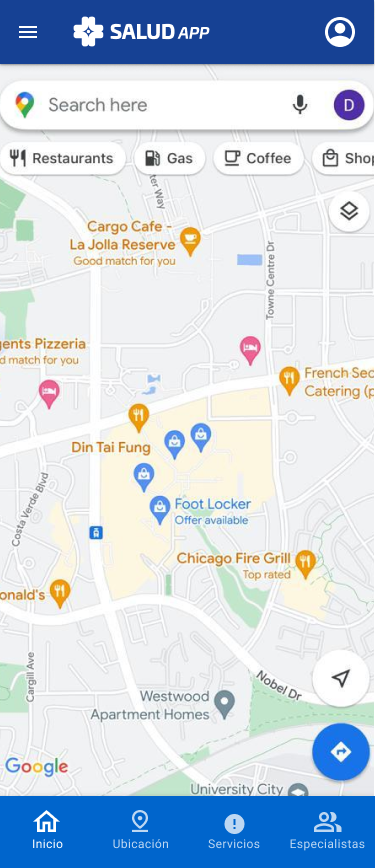 SALUD APP
Search here
D
Restaurants
Gas
Coffee
Shop
ter Way
Cargo Cafe -
La Jolla Reserve
Good match for you
Towne Centre Dr
gents Pizzeria
d match for you
French Sec
Catering (p
Din Tai Fung
Costa Verde Blvd
Foot Locker
Offer available
Chicago Fire Grill
Top rated
onald's
Cargill Ave
Nobel Dr
Westwood
Apartment Homes
Google
University City
Inicio
Ubicación
Servicios
Especialistas